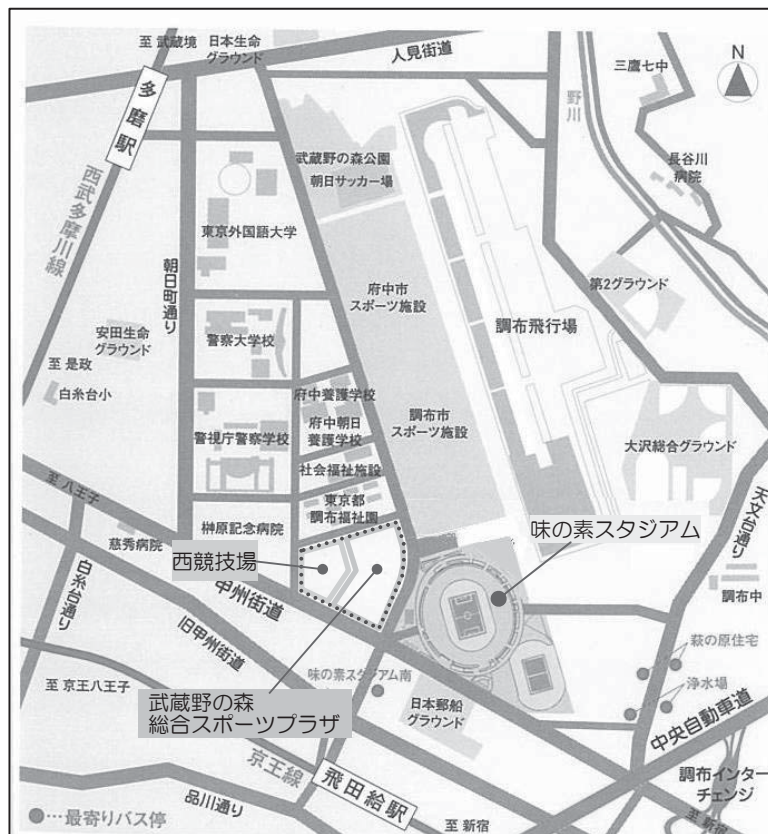 至 武蔵境
日本生命
グラウンド
人見街道
三鷹七中
N
多磨駅
野川
西武多摩川線
武蔵野の森公園
朝日サッカー場
長谷川
病院
東京外国語大学
朝日町通り
府中市
スポーツ施設
第2グラウンド
調布飛行場
安田生命
グラウンド
警察大学校
至 是政
白糸台小
府中養護学校
府中朝日
養護学校
調布市
スポーツ施設
警視庁警察学校
大沢総合グラウンド
社会福祉施設
至 八王子
東京都
調布福祉園
天文台通り
榊原記念病院
味の素スタジアム
慈秀病院
西競技場
甲州街道
白糸台通り
調布中
旧甲州街道
萩の原住宅
味の素スタジアム南
浄水場
至 京王八王子
武蔵野の森
総合スポーツプラザ
日本郵船
グラウンド
中央自動車道
京王線
飛田給駅
調布インター
チェンジ
品川通り
●…最寄りバス停
至 新宿
至 新宿